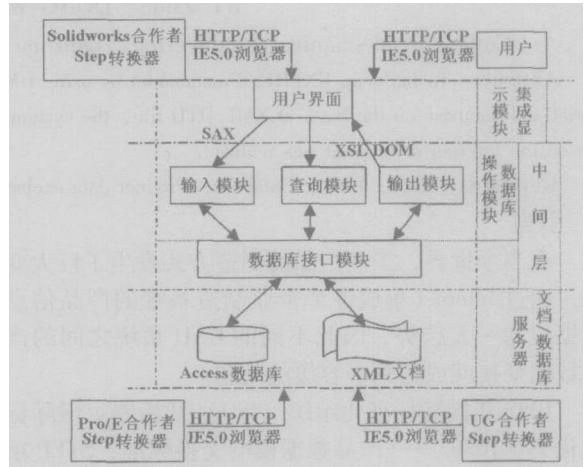 Solidworks合作者
Step转换器
HTTP/TCP
IE5.0浏览器
HTTP/TCP
IE5.0浏览器
用户
用户界面
集成显
示模块
SAX
XSL DOM
输入模块
查询模块
输出模块
数据库
操作模块
中间层
数据库接口模块
Access数据库
XML文档
文档/数据库
服务器
Pro/E合作者
Step转换器
HTTP/TCP
IE5.0浏览器
HTTP/TCP
IE5.0浏览器
UG合作者
Step转换器